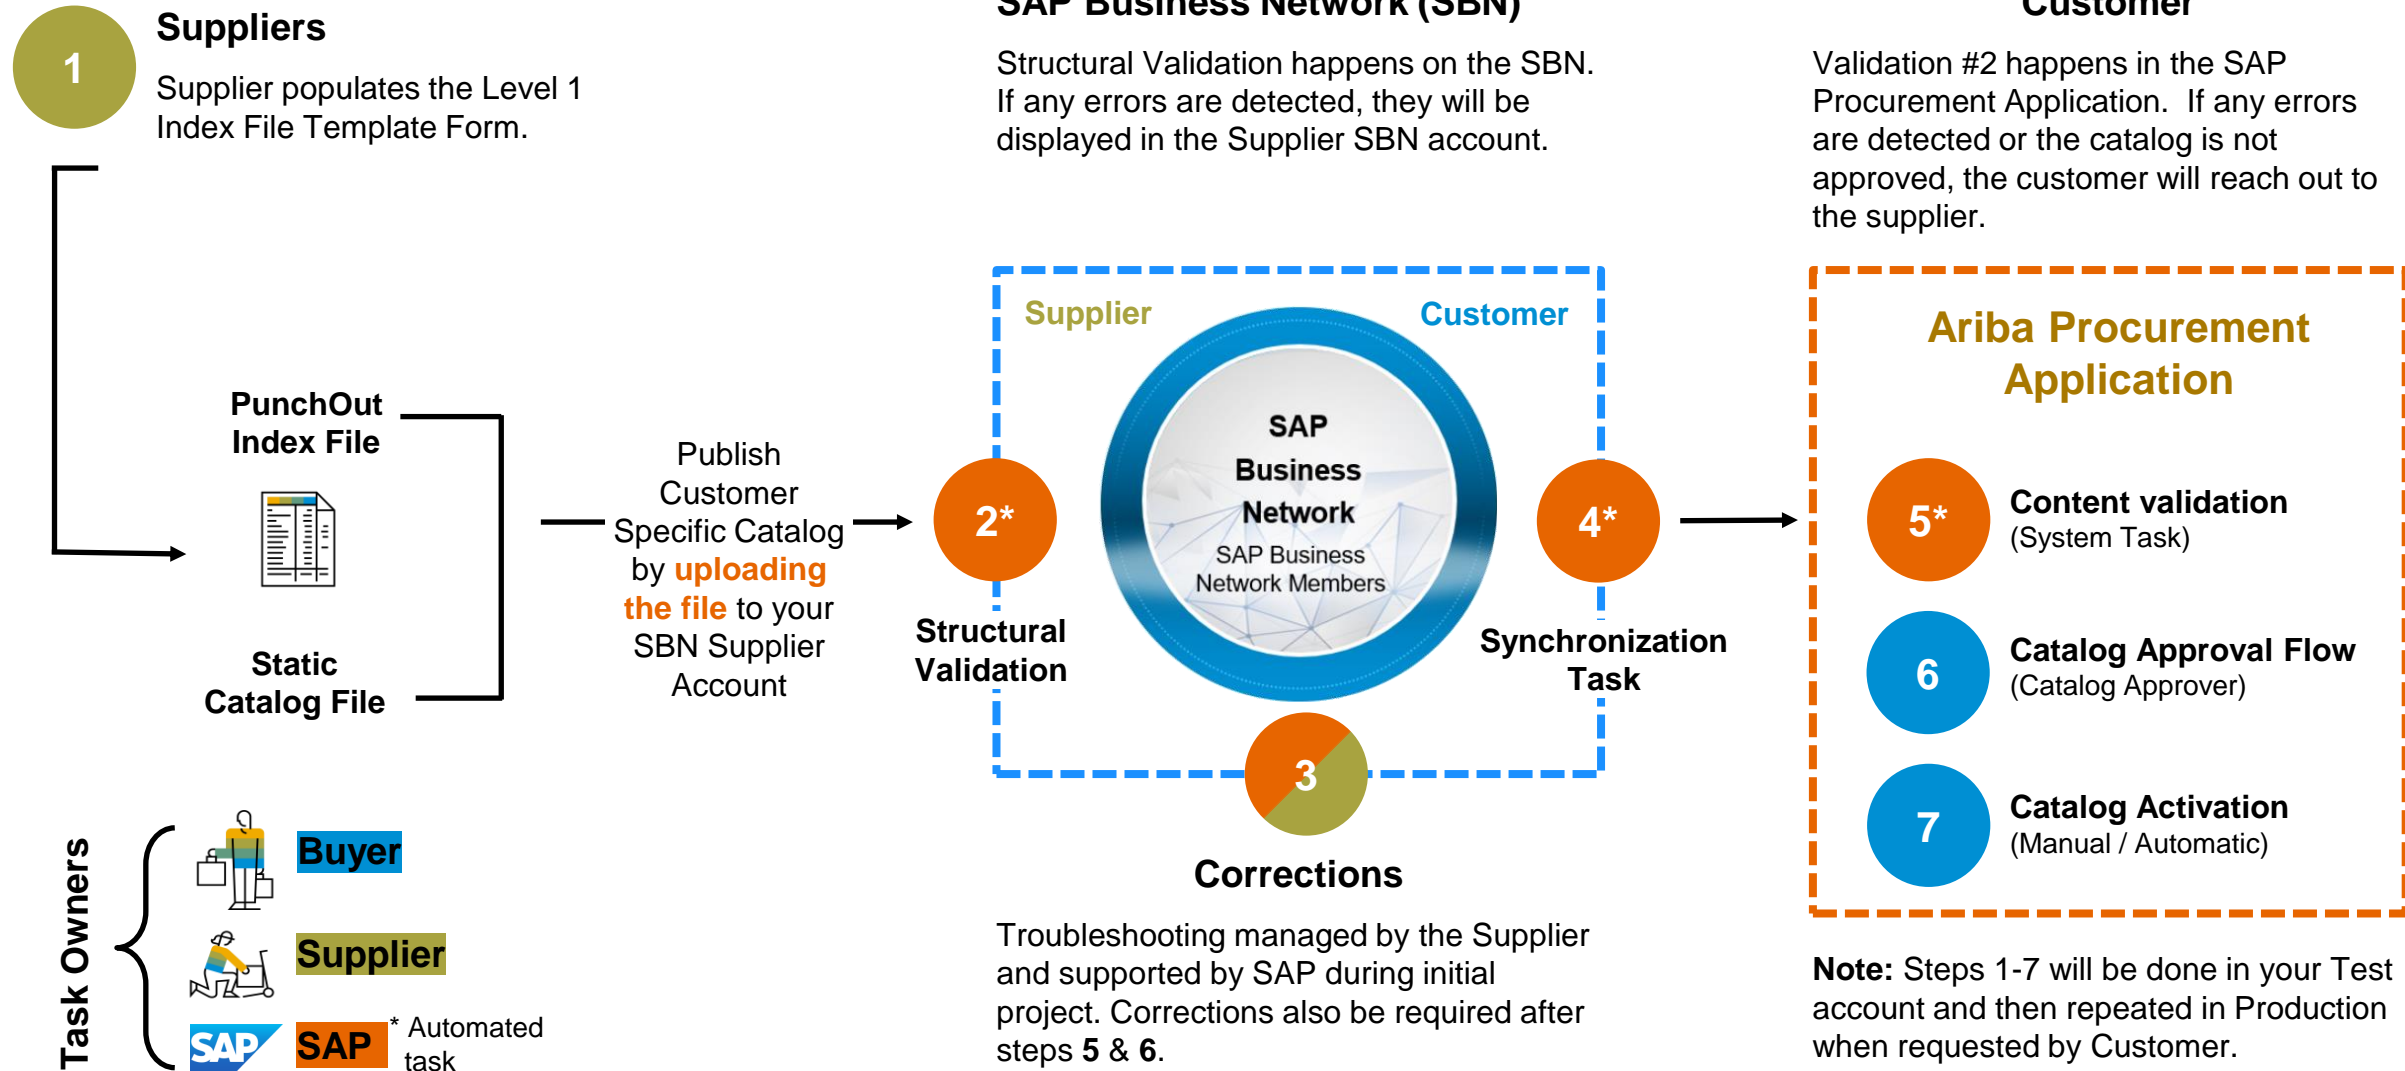 1
Suppliers
Supplier populates the Level 1
Index File Template Form.
SAP Business Network (SBN)
Structural Validation happens on the SBN.
If any errors are detected, they will be
displayed in the Supplier SBN account.
Customer
Validation #2 happens in the SAP
Procurement Application.  If any errors
are detected or the catalog is not
approved, the customer will reach out to
the supplier.
PunchOut
Index File
Static
Catalog File
Publish
Customer
Specific Catalog
by uploading
the file to your
SBN Supplier
Account
Supplier
Customer
2*
Structural
Validation
SAP
Business
Network
SAP Business
Network Members
4*
Synchronization
Task
3
Corrections
Troubleshooting managed by the Supplier
and supported by SAP during initial
project. Corrections also be required after
steps 5 & 6.
Ariba Procurement
Application
5*
Content validation
(System Task)
6
Catalog Approval Flow
(Catalog Approver)
7
Catalog Activation
(Manual / Automatic)
Note: Steps 1-7 will be done in your Test
account and then repeated in Production
when requested by Customer.
Task Owners
Buyer
Supplier
SAP
SAP
* Automated
task